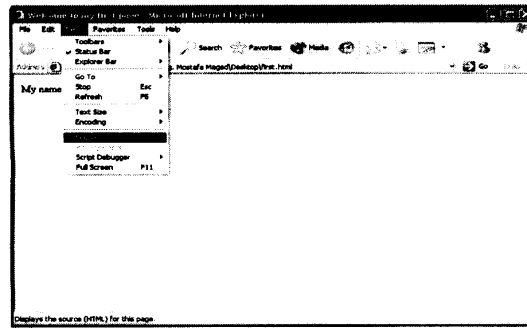 Welcome to my first page - Microsoft Internet Explorer
File Edit Favorites Tools Help
Search Favorites Media
Address Mostafa Maged\Desktop\first.html Go
My name
Toolbars
Status Bar
Explorer Bar
Go To
Stop Esc
Refresh F5
Text Size
Encoding
Script Debugger
Full Screen F11
Displays the source (HTML) for this page.